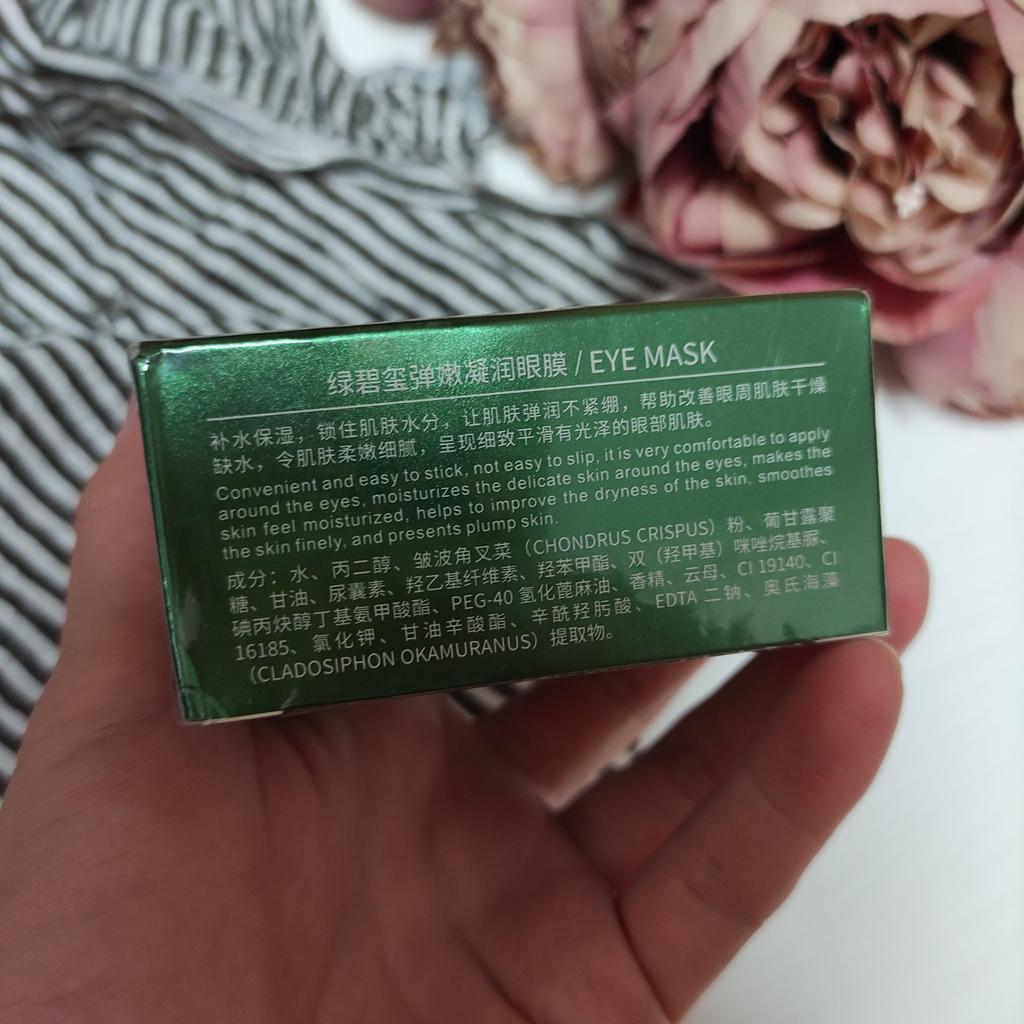 绿碧玺弹嫩凝润眼膜 / EYE MASK
补水保湿，锁住肌肤水分，让肌肤弹润不紧绷，帮助改善眼周肌肤干燥
缺水，令肌肤柔嫩细腻，呈现细致平滑有光泽的眼部肌肤。
Convenient and easy to stick, not easy to slip, it is very comfortable to apply
around the eyes, moisturizes the delicate skin around the eyes, makes the
skin feel moisturized, helps to improve the dryness of the skin, smoothes
the skin finely, and presents plump skin.
成分：水、丙二醇、皱波角叉菜（CHONDRUS CRISPUS）粉、葡甘露聚
糖、甘油、尿囊素、羟乙基纤维素、羟苯甲酯、双（羟甲基）咪唑烷基脲、
碘丙炔醇丁基氨甲酸酯、PEG-40 氢化蓖麻油、香精、云母、CI 19140、CI
16185、氯化钾、甘油辛酸酯、辛酰羟肟酸、EDTA 二钠、奥氏海藻
（CLADOSIPHON OKAMURANUS）提取物。